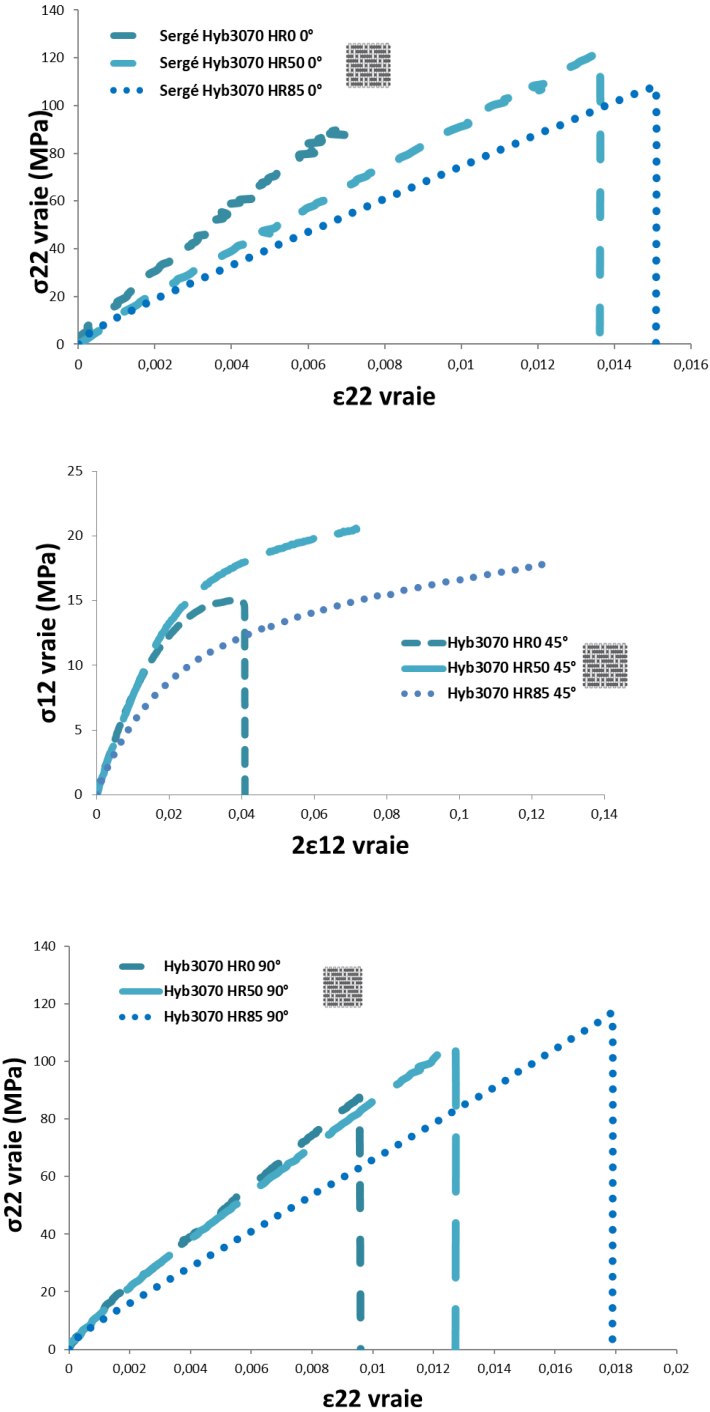 140
120
100
80
60
40
20
0
σ22 vraie (MPa)
Sergé Hyb3070 HR0 0°
Sergé Hyb3070 HR50 0°
Sergé Hyb3070 HR85 0°
0 0,002 0,004 0,006 0,008 0,01 0,012 0,014 0,016
ε22 vraie
25
20
15
10
5
0
σ12 vraie (MPa)
Hyb3070 HR0 45°
Hyb3070 HR50 45°
Hyb3070 HR85 45°
0 0,02 0,04 0,06 0,08 0,1 0,12 0,14
2ε12 vraie
140
120
100
80
60
40
20
0
σ22 vraie (MPa)
Hyb3070 HR0 90°
Hyb3070 HR50 90°
Hyb3070 HR85 90°
0 0,002 0,004 0,006 0,008 0,01 0,012 0,014 0,016 0,018 0,02
ε22 vraie